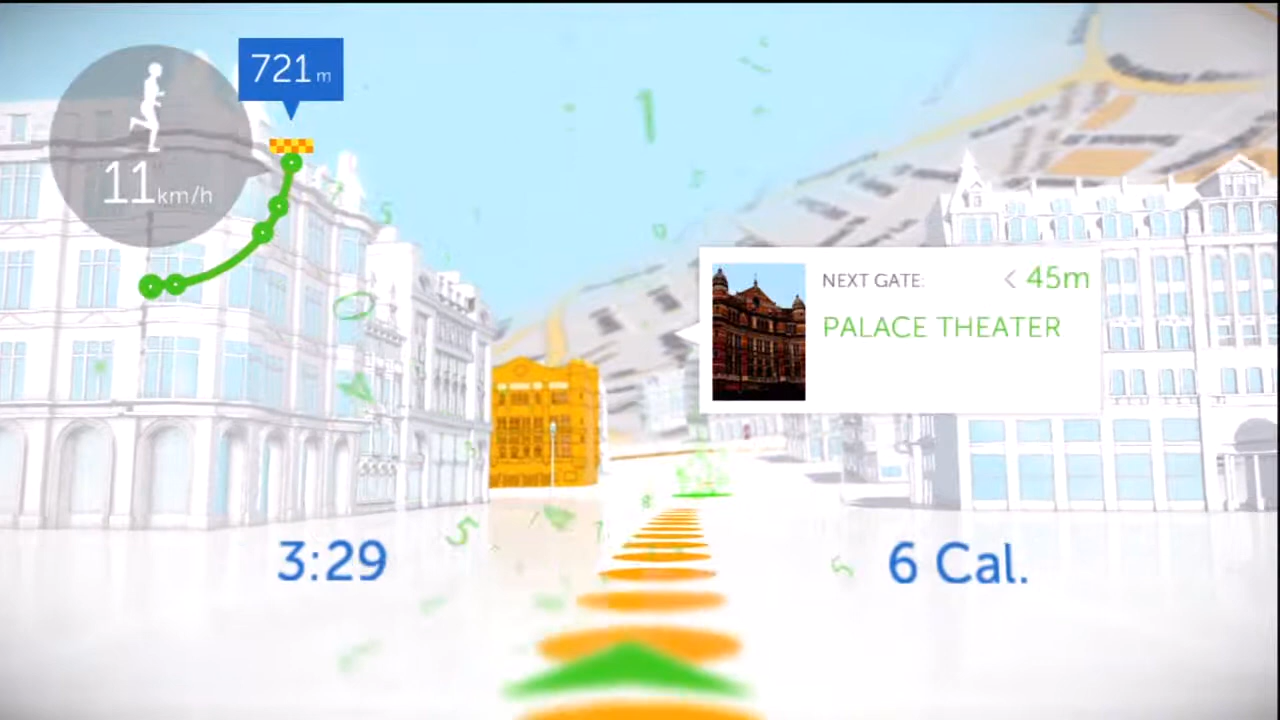 721 m
11 km/h
NEXT GATE: < 45m
PALACE THEATER
3:29
6 Cal.